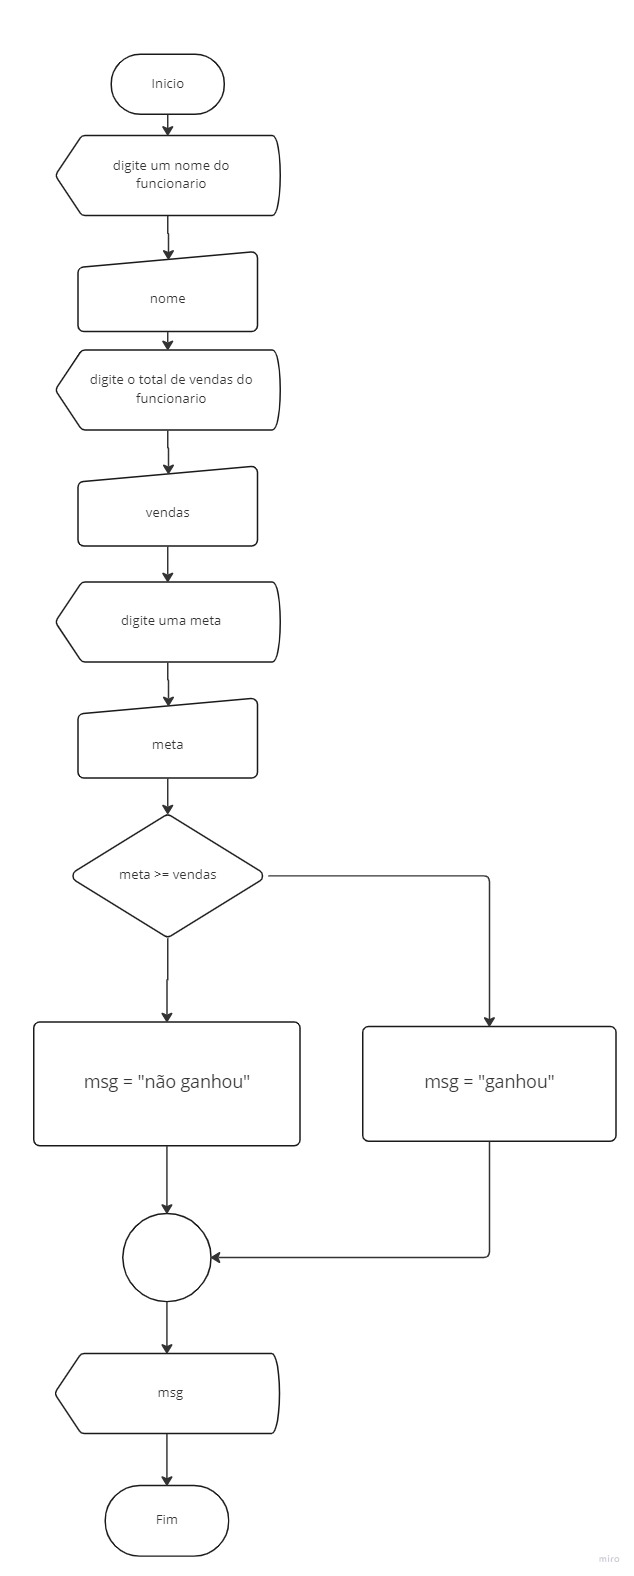 Inicio
digite um nome do
funcionario
nome
digite o total de vendas do
funcionario
vendas
digite uma meta
meta
meta >= vendas
msg = "não ganhou"
msg = "ganhou"
msg
Fim
miro